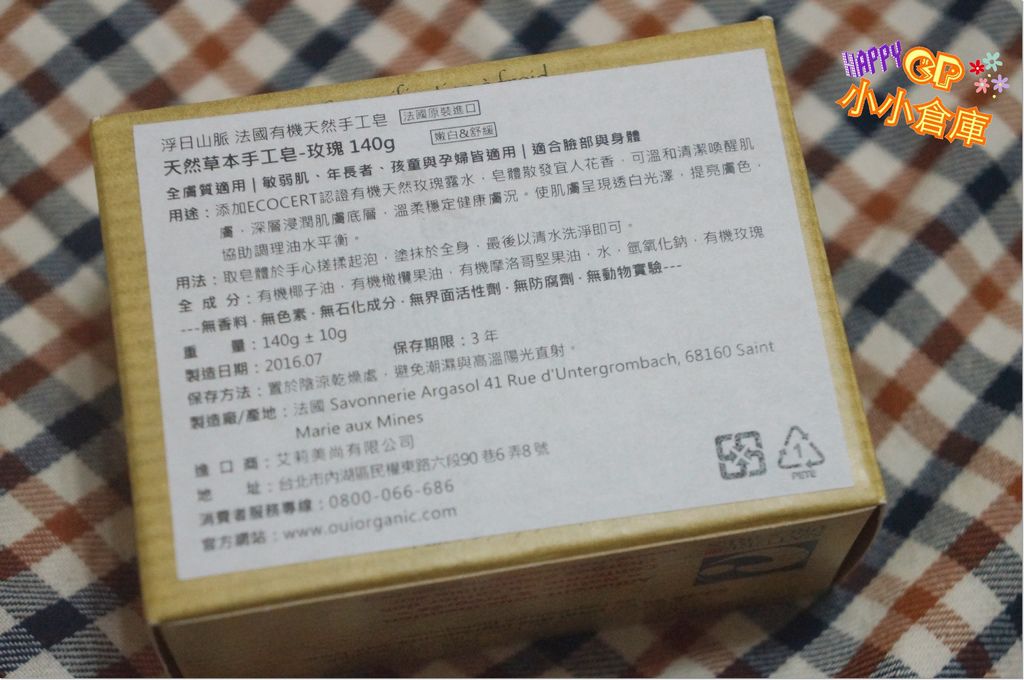 HAPPY GP
小小倉庫
浮日山脈 法國有機天然手工皂 法國原裝進口
天然草本手工皂-玫瑰 140g 嫩白&舒緩
全膚質適用 | 敏弱肌、年長者、孩童與孕婦皆適用 | 適合臉部與身體
用途：添加ECOCERT認證有機天然玫瑰露水，皂體散發宜人花香，可溫和清潔喚醒肌
膚，深層浸潤肌膚底層，溫柔穩定健康膚況。使肌膚呈現透白光澤，提亮膚色，
協助調理油水平衡。
用法：取皂體於手心搓揉起泡，塗抹於全身，最後以清水洗淨即可。
全 成 分：有機椰子油，有機橄欖果油，有機摩洛哥堅果油，水，氫氧化鈉，有機玫瑰
---無香料‧無色素‧無石化成分‧無界面活性劑‧無防腐劑‧無動物實驗---
重 量：140g ± 10g
製造日期：2016.07 保存期限：3 年
保存方法：置於陰涼乾燥處，避免潮濕與高溫陽光直射。
製造廠/產地：法國 Savonnerie Argasol 41 Rue d'Untergrombach, 68160 Saint
Marie aux Mines
進 口 商：艾莉美尚有限公司
地 址：台北市內湖區民權東路六段90巷6弄8號
消費者服務專線：0800-066-686
官方網站：www.ouiorganic.com
1
PETE